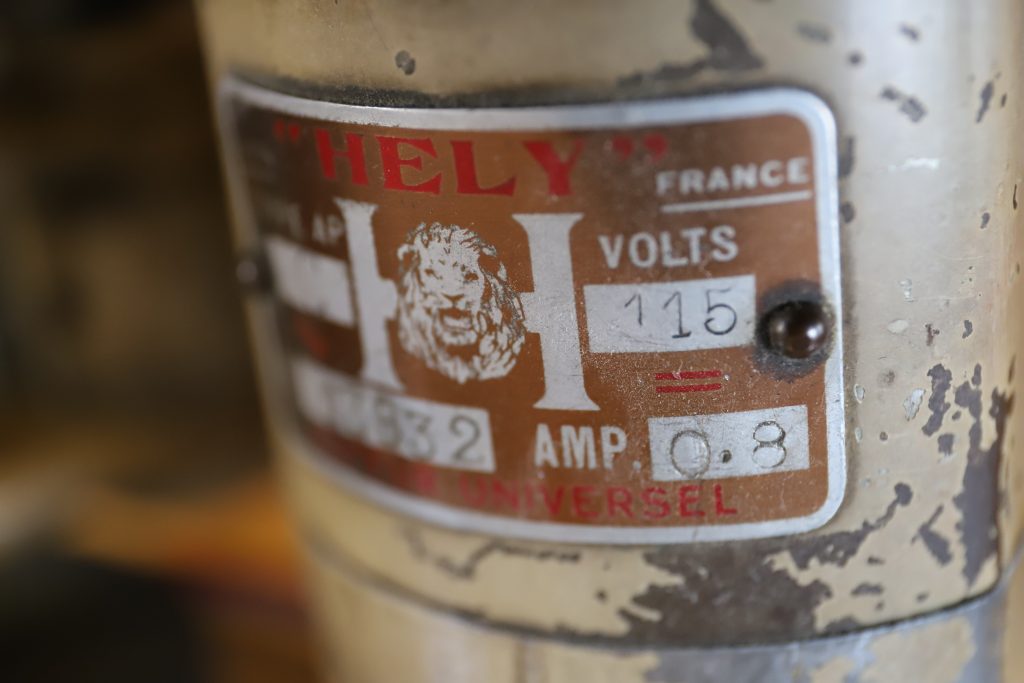 "HELY"
FRANCE
H
VOLTS
115
AMP. 0.8
UNIVERSEL